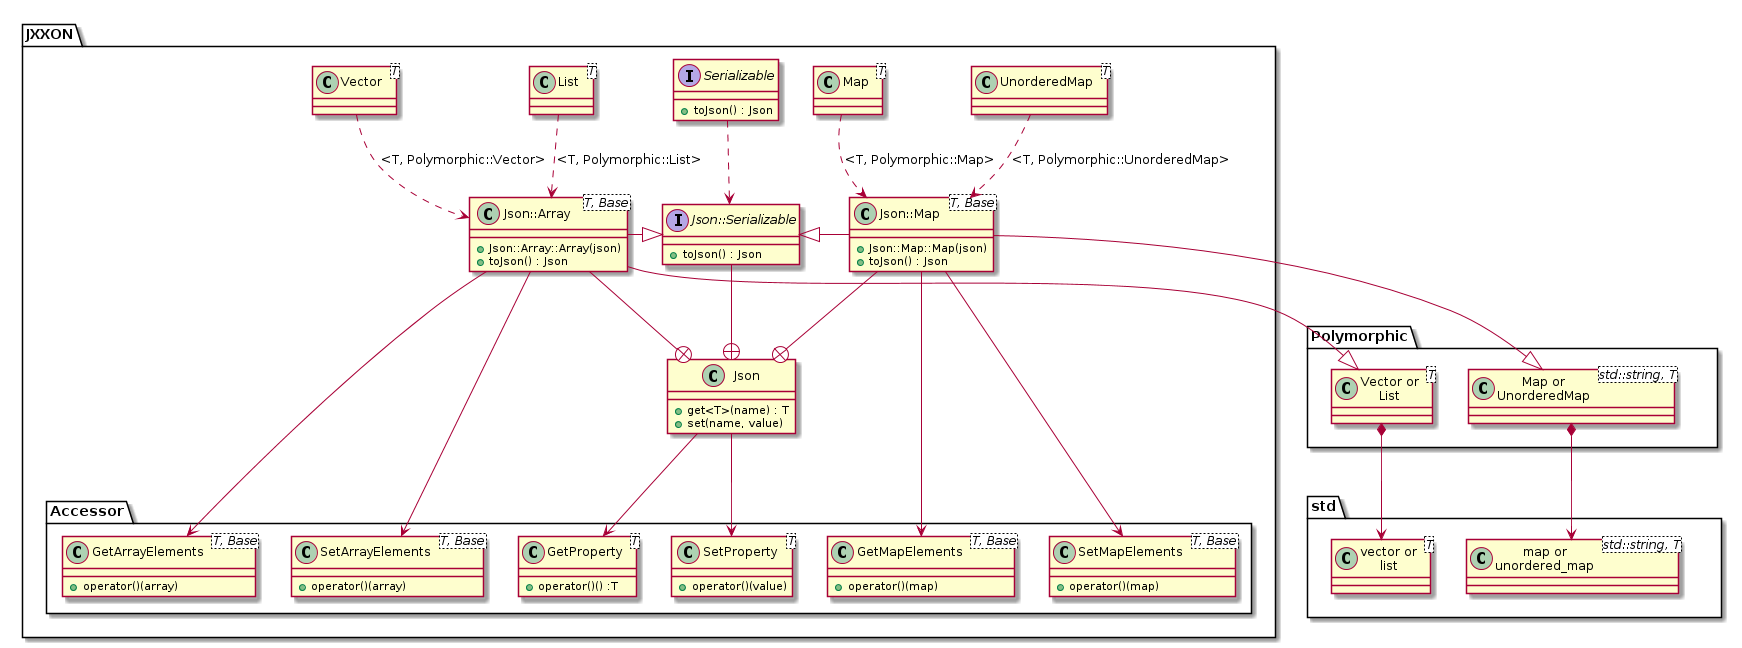 JXXON
C Vector T
C List T
I Serializable
toJson() : Json
C Map T
C UnorderedMap T
<T, Polymorphic::Vector>
<T, Polymorphic::List>
<T, Polymorphic::Map>
<T, Polymorphic::UnorderedMap>
C Json::Array T, Base
Json::Array::Array(json)
toJson() : Json
I Json::Serializable
toJson() : Json
C Json::Map T, Base
Json::Map::Map(json)
toJson() : Json
Polymorphic
C Vector or T
List
C Map or std::string, T
UnorderedMap
C Json
get<T>(name) : T
set(name, value)
Accessor
C GetArrayElements T, Base
operator()(array)
C SetArrayElements T, Base
operator()(array)
C GetProperty T
operator()() :T
C SetProperty T
operator()(value)
C GetMapElements T, Base
operator()(map)
C SetMapElements T, Base
operator()(map)
std
C vector or T
list
C map or std::string, T
unordered_map